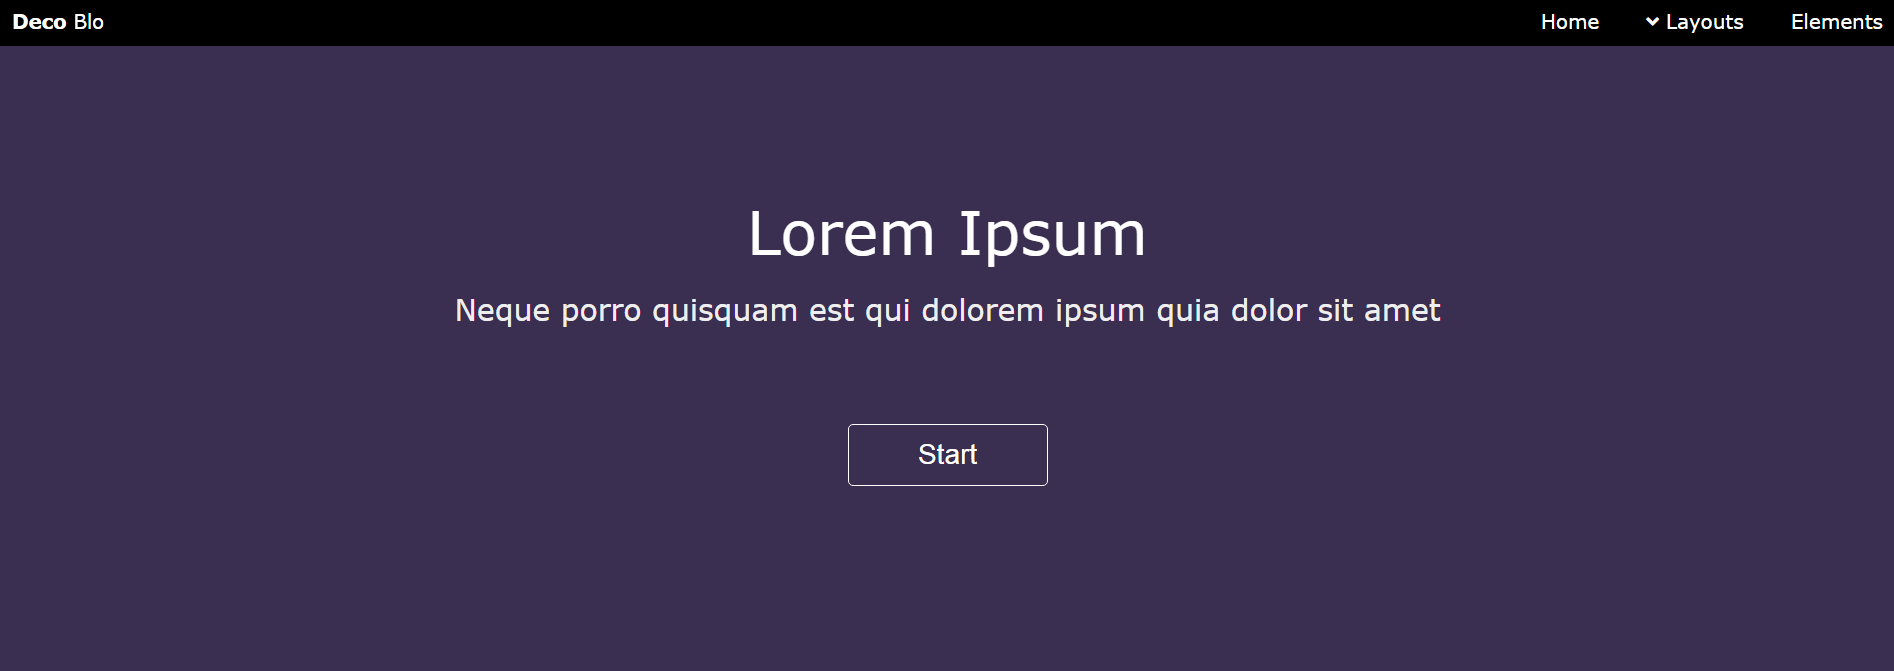 Deco Blo
Home Layouts Elements
Lorem Ipsum
Neque porro quisquam est qui dolorem ipsum quia dolor sit amet
Start